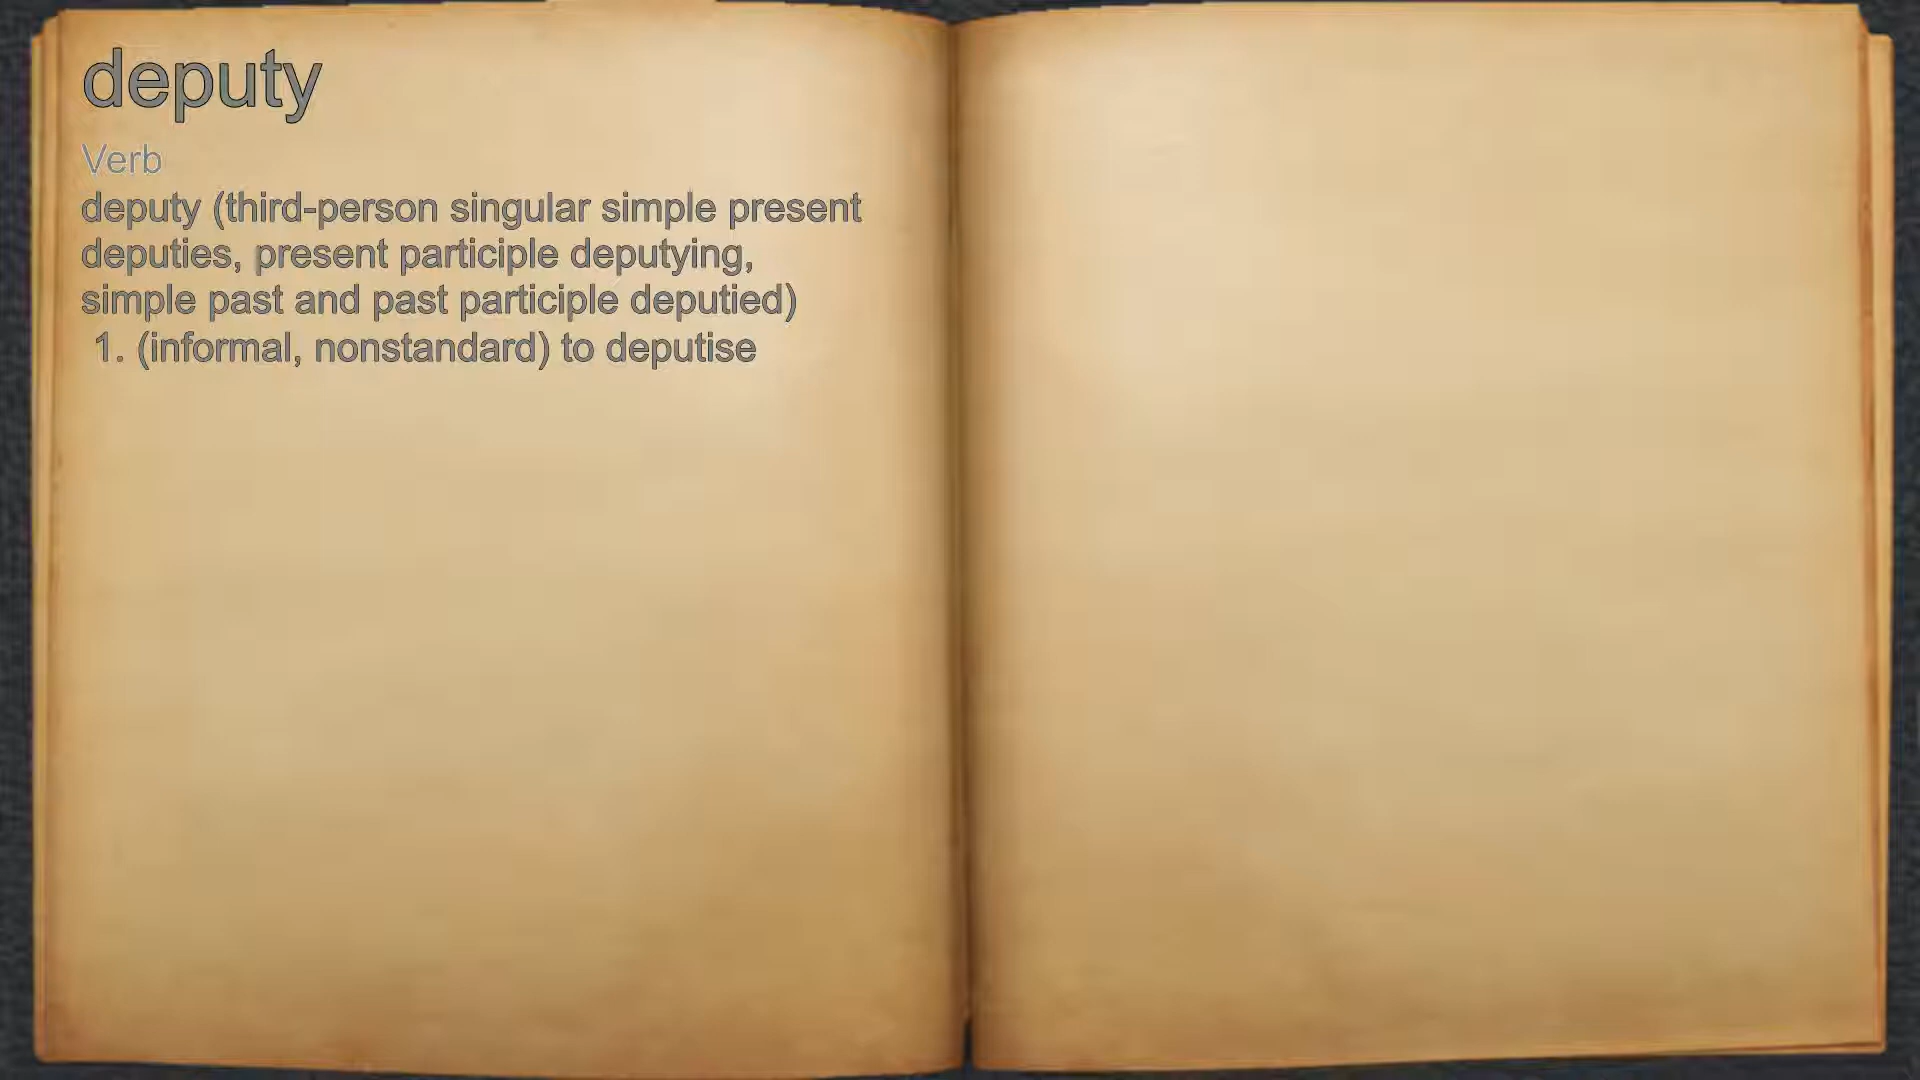 deputy
Verb
deputy (third-person singular simple present
deputies, present participle deputying,
simple past and past participle deputied)
1. (informal, nonstandard) to deputise